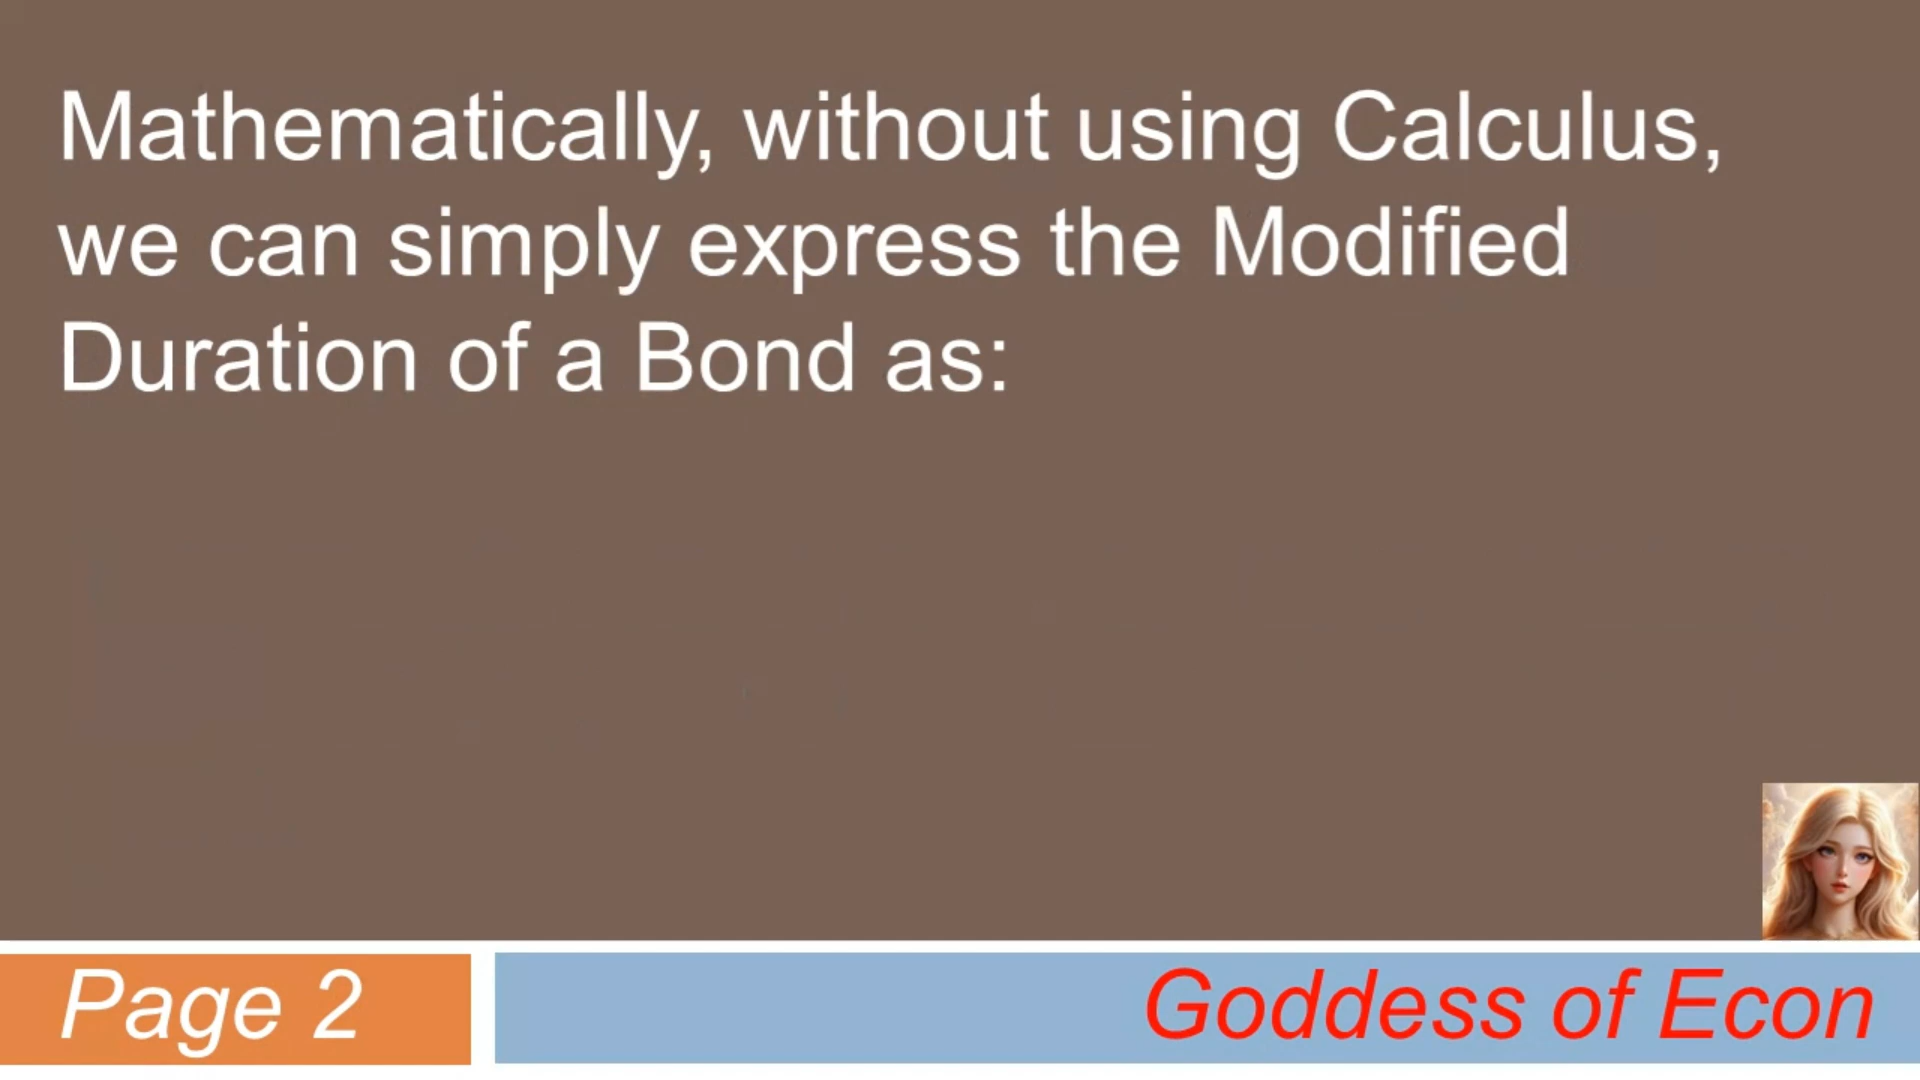 Mathematically, without using Calculus,
we can simply express the Modified
Duration of a Bond as:
Page 2
Goddess of Econ